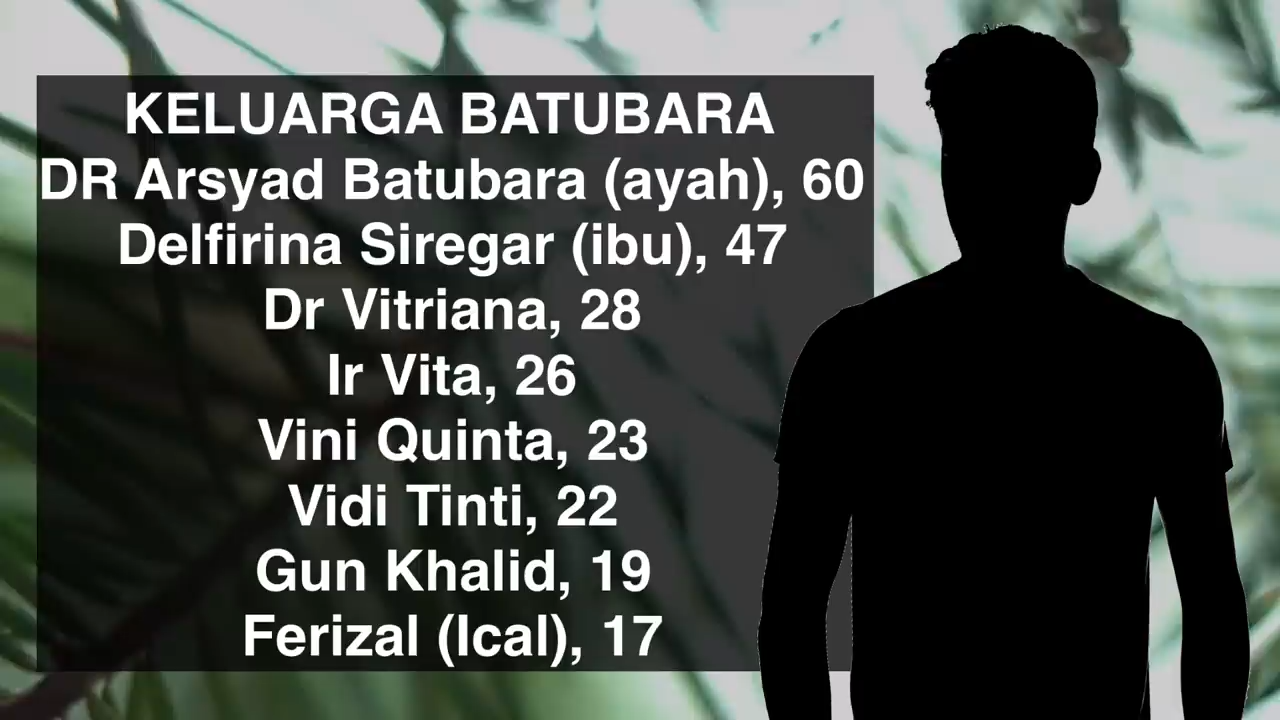 KELUARGA BATUBARA
DR Arsyad Batubara (ayah), 60
Delfirina Siregar (ibu), 47
Dr Vitriana, 28
Ir Vita, 26
Vini Quinta, 23
Vidi Tinti, 22
Gun Khalid, 19
Ferizal (Ical), 17